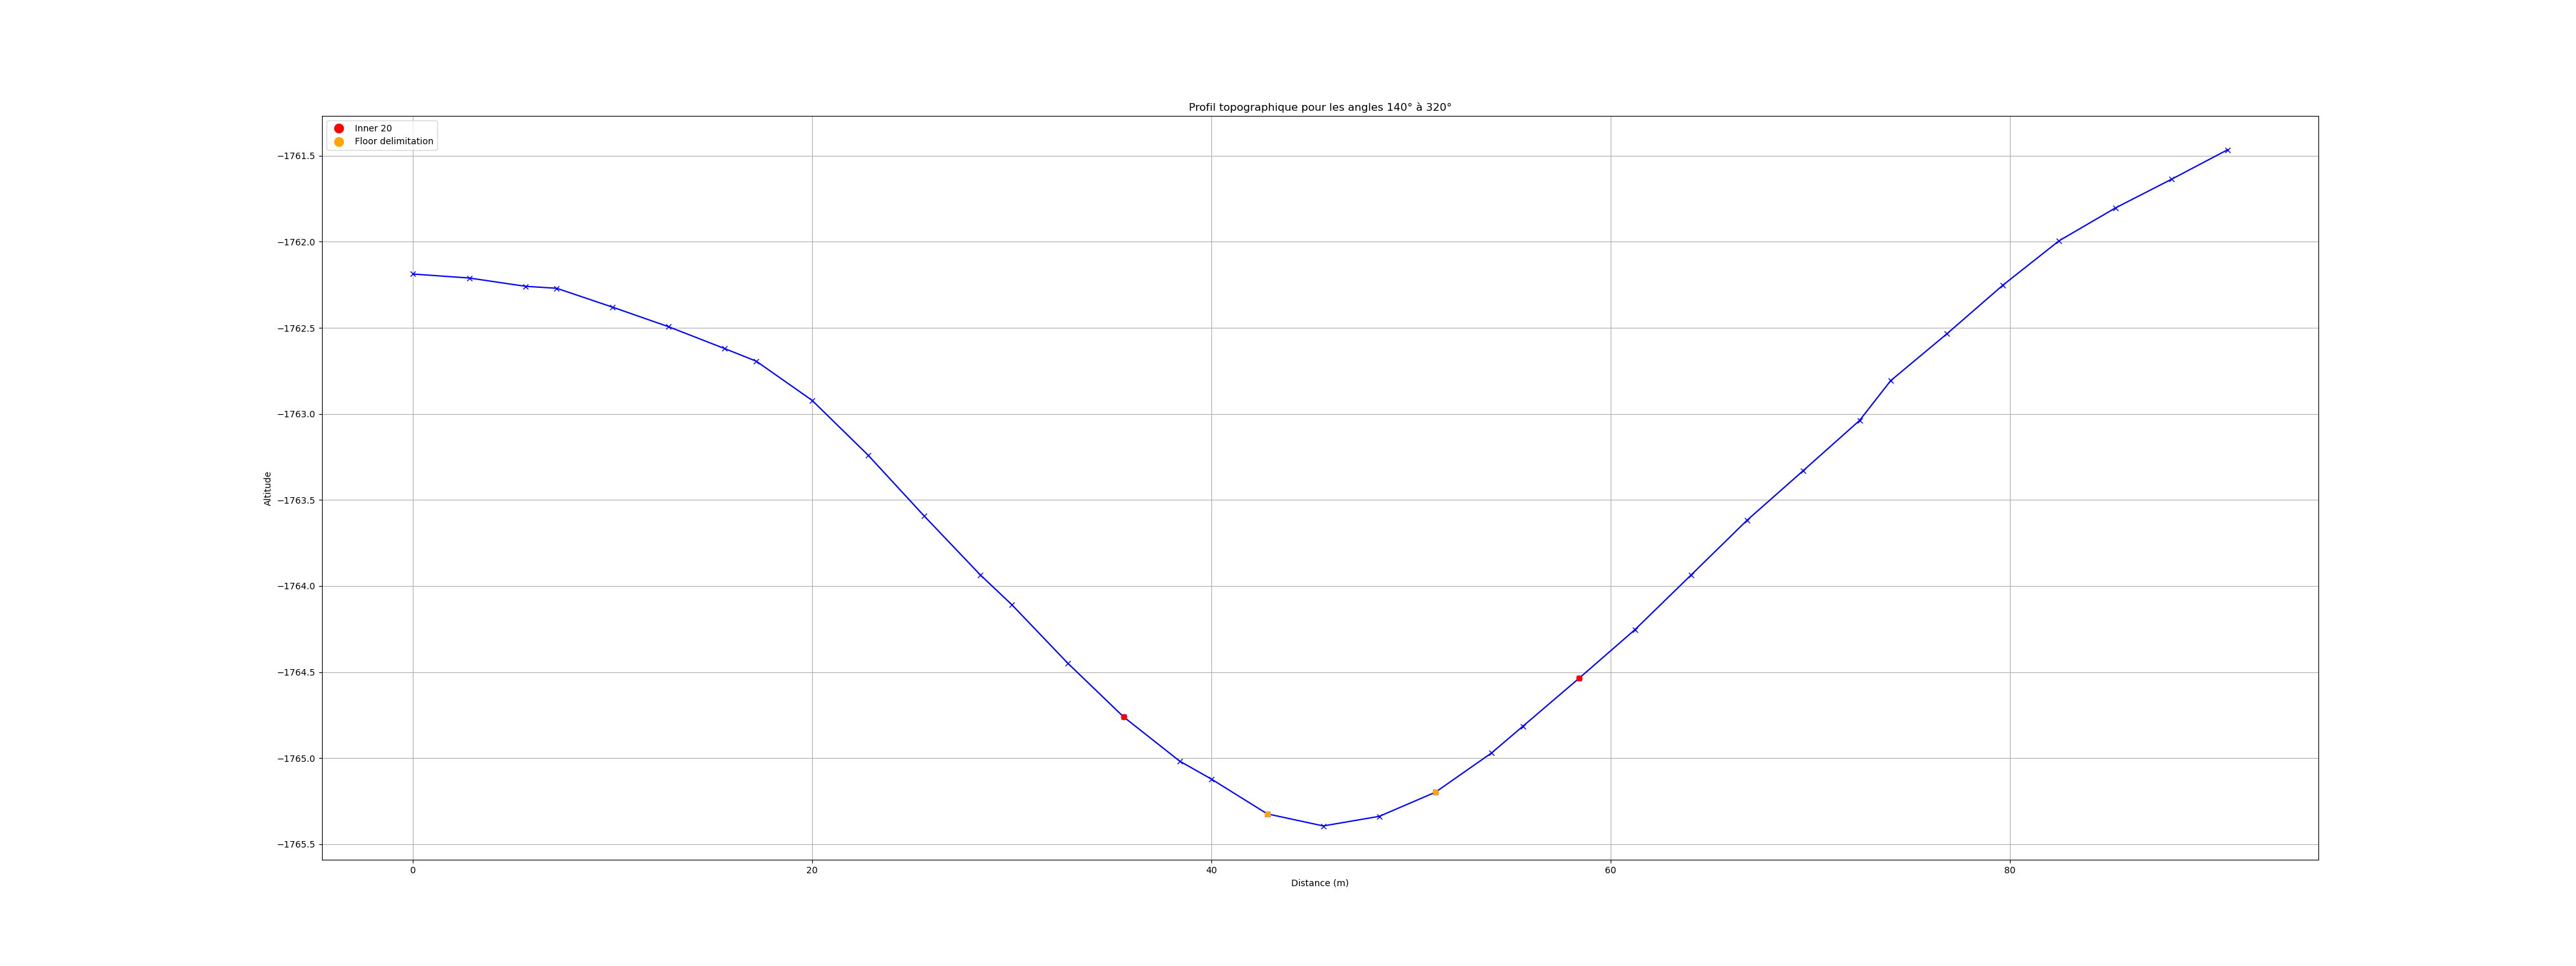 Profil topographique pour les angles 140° à 320°
Inner 20
Floor delimitation
−1761.5
−1762.0
−1762.5
−1763.0
−1763.5
−1764.0
−1764.5
−1765.0
−1765.5
Altitude
0 20 40 60 80
Distance (m)